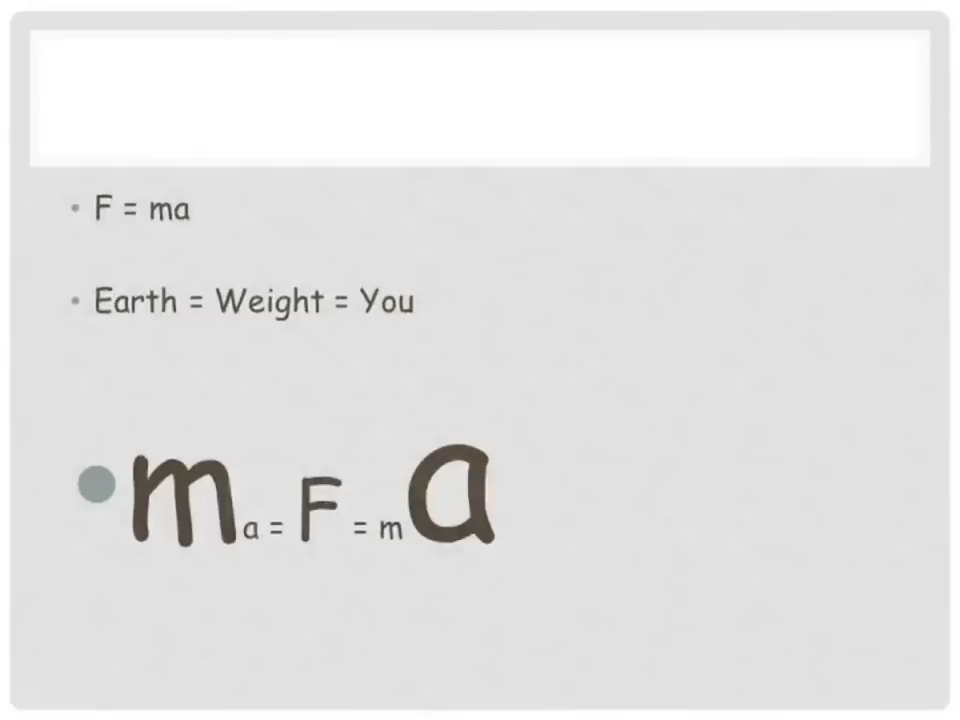 • F = ma
• Earth = Weight = You
• ma = F = ma